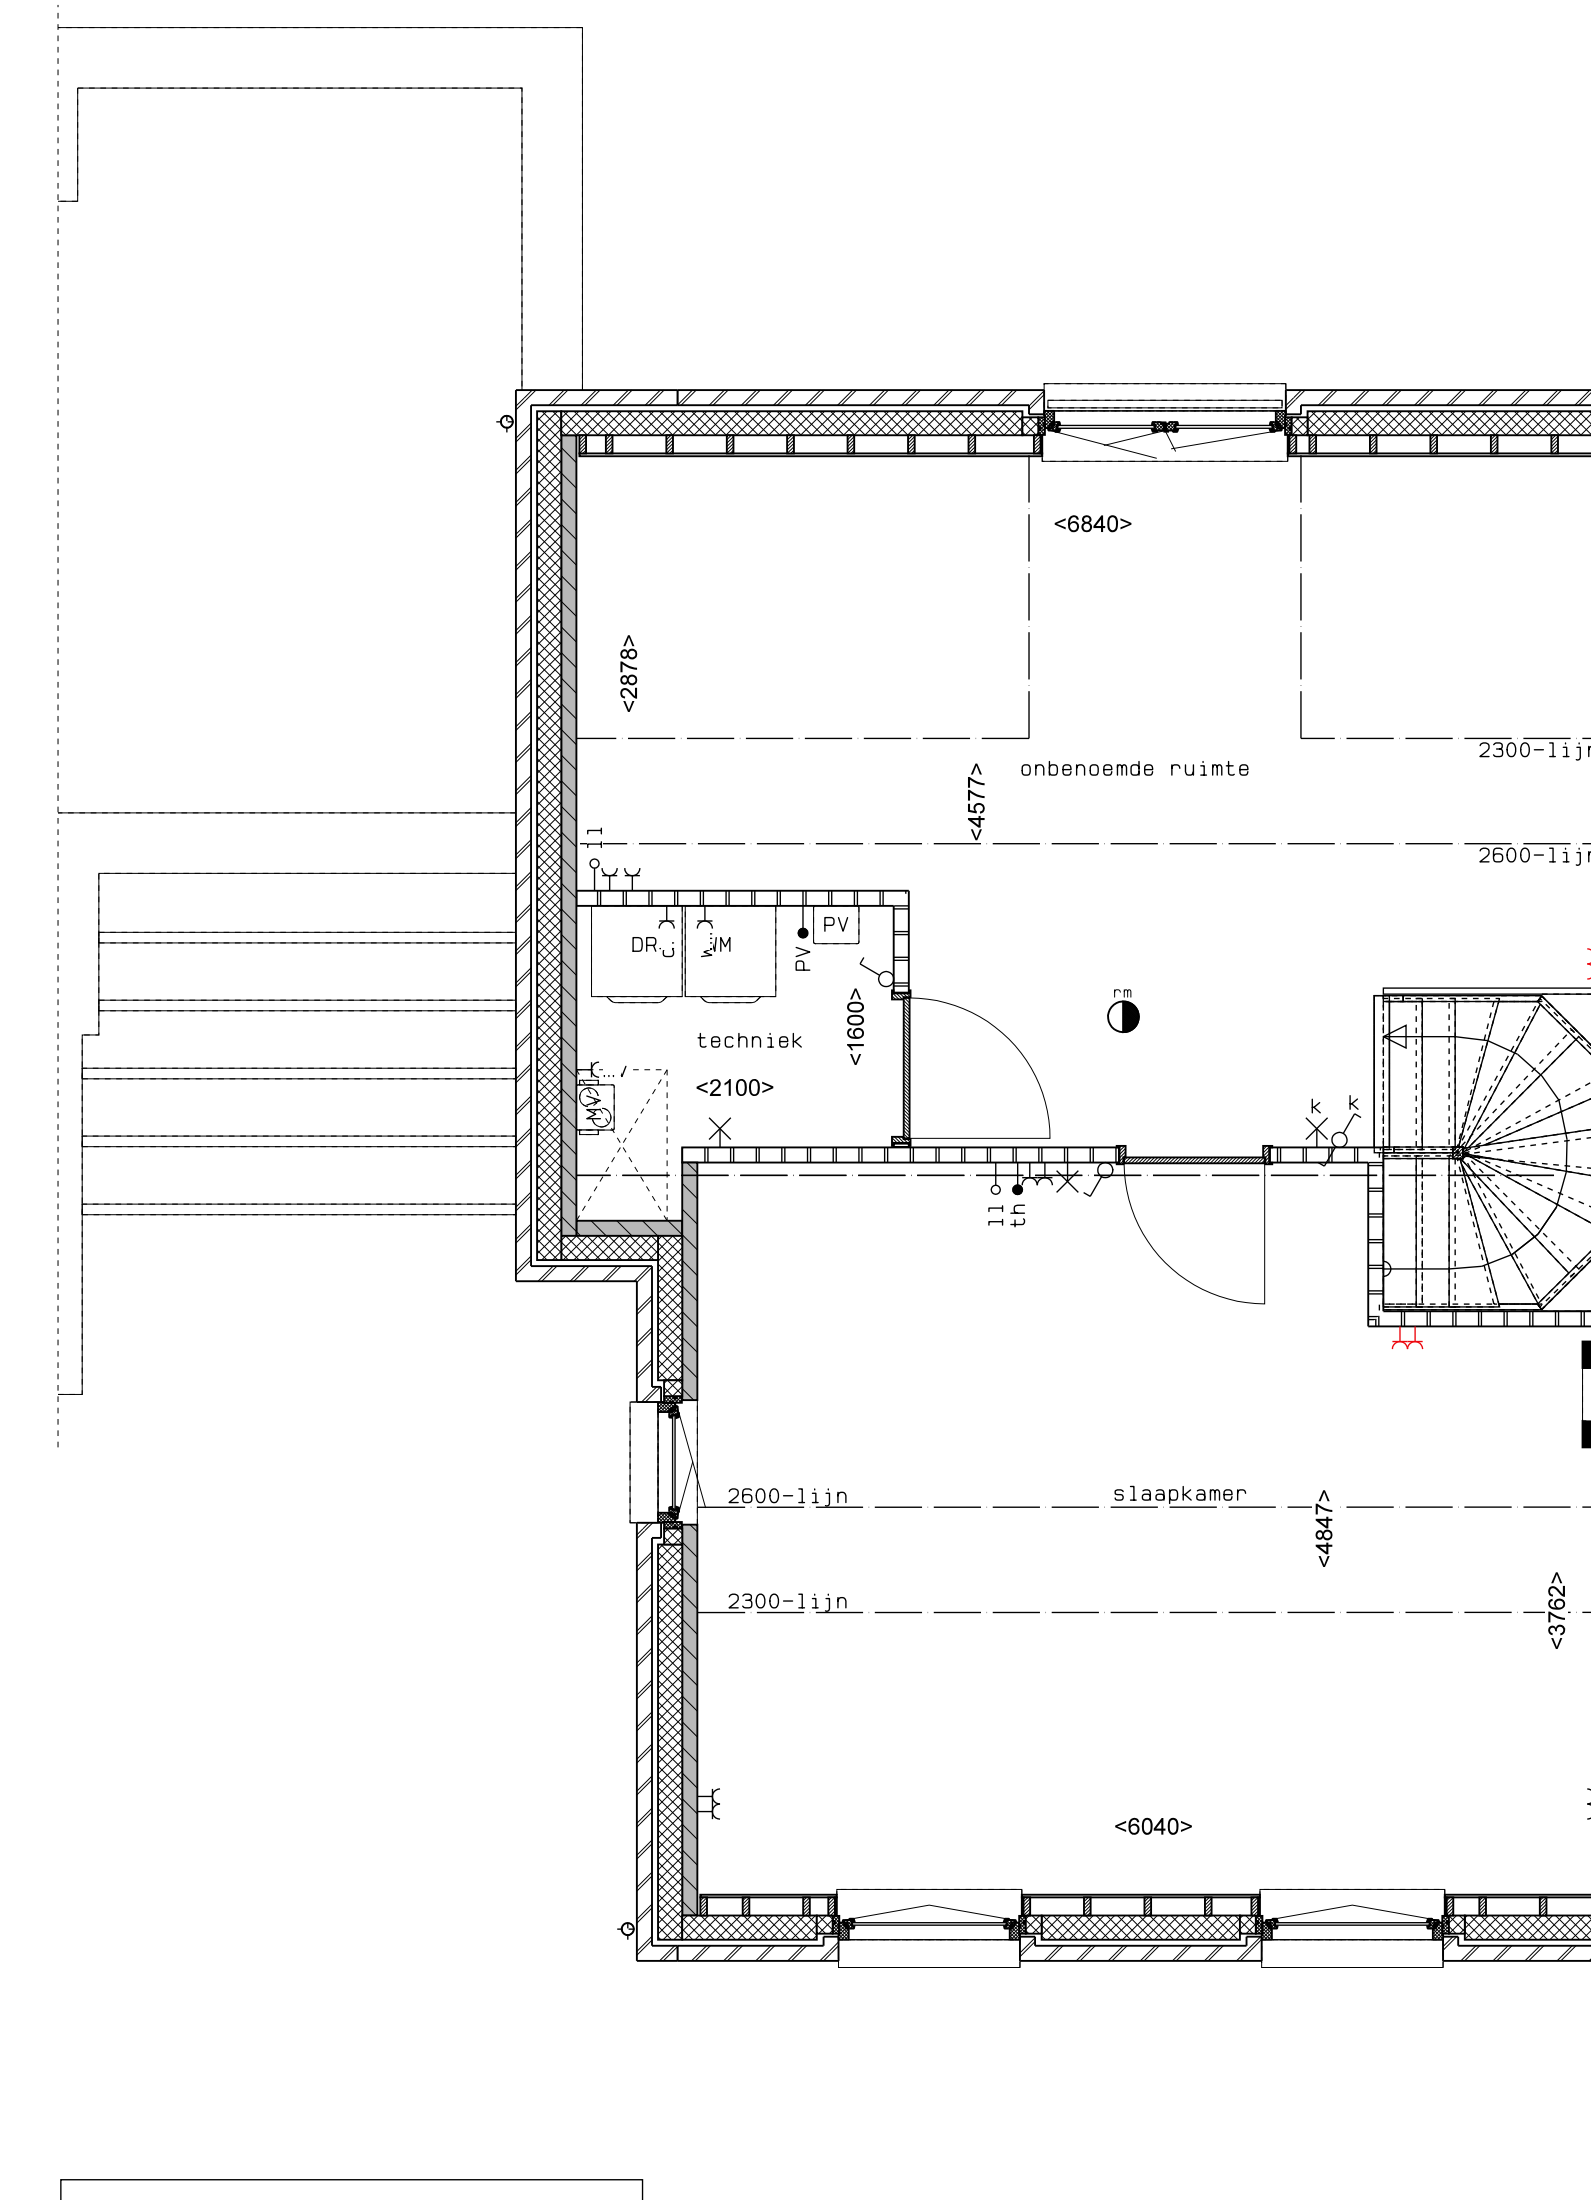 <6840>
<2878>
2300-lijn
onbenoemde ruimte
<4577>
ll
2600-lijn
PV
DR.
C.
w...
WM
PV
rm
<1600>
techniek
<2100>
MV
k
k
ll
th
2600-lijn
slaapkamer
<4847>
2300-lijn
<3762>
<6040>